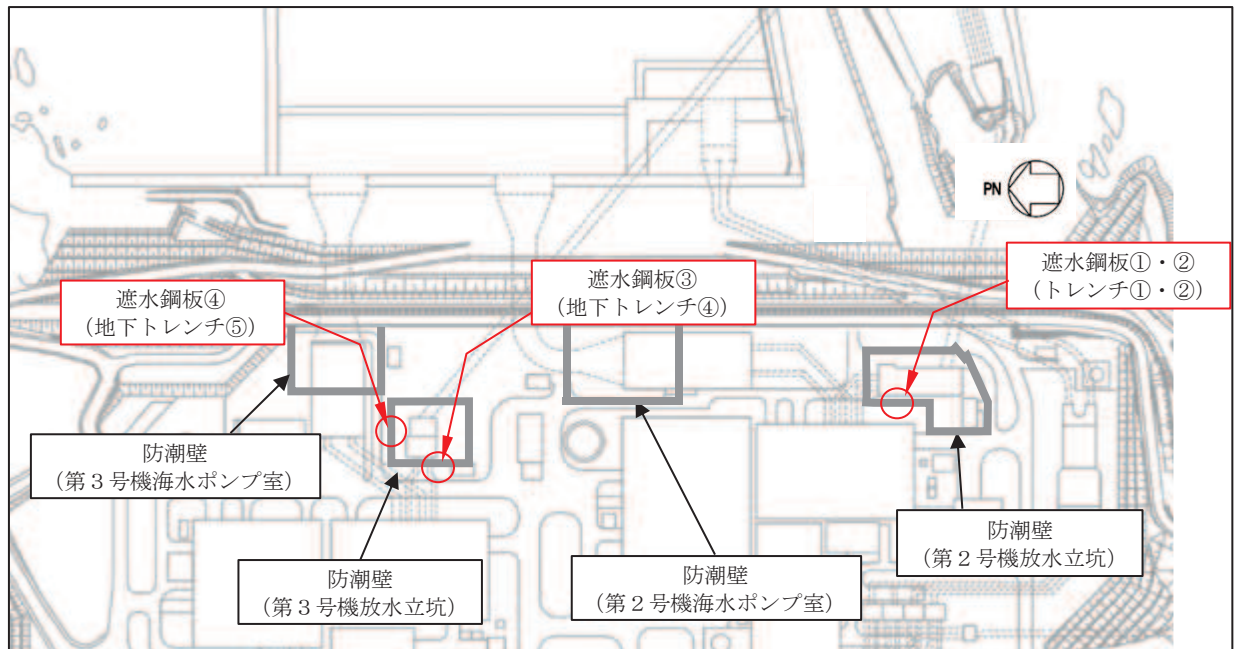 PN
遮水鋼板①・②
(トレンチ①・②)
遮水鋼板③
(地下トレンチ④)
遮水鋼板④
(地下トレンチ⑤)
防潮壁
(第3号機海水ポンプ室)
防潮壁
(第3号機放水立坑)
防潮壁
(第2号機海水ポンプ室)
防潮壁
(第2号機放水立坑)